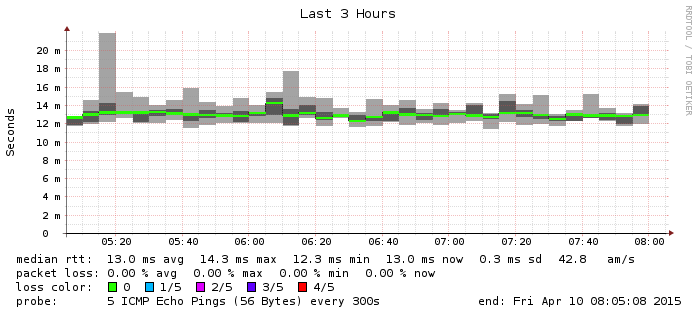 Last 3 Hours
RRDTOOL / TOBI OETIKER
Seconds
20 m
18 m
16 m
14 m
12 m
10 m
8 m
6 m
4 m
2 m
0
05:20 05:40 06:00 06:20 06:40 07:00 07:20 07:40 08:00
median rtt: 13.0 ms avg 14.3 ms max 12.3 ms min 13.0 ms now 0.3 ms sd 42.8 am/s
packet loss: 0.00 % avg 0.00 % max 0.00 % min 0.00 % now
loss color: 0 1/5 2/5 3/5 4/5
probe: 5 ICMP Echo Pings (56 Bytes) every 300s end: Fri Apr 10 08:05:08 2015